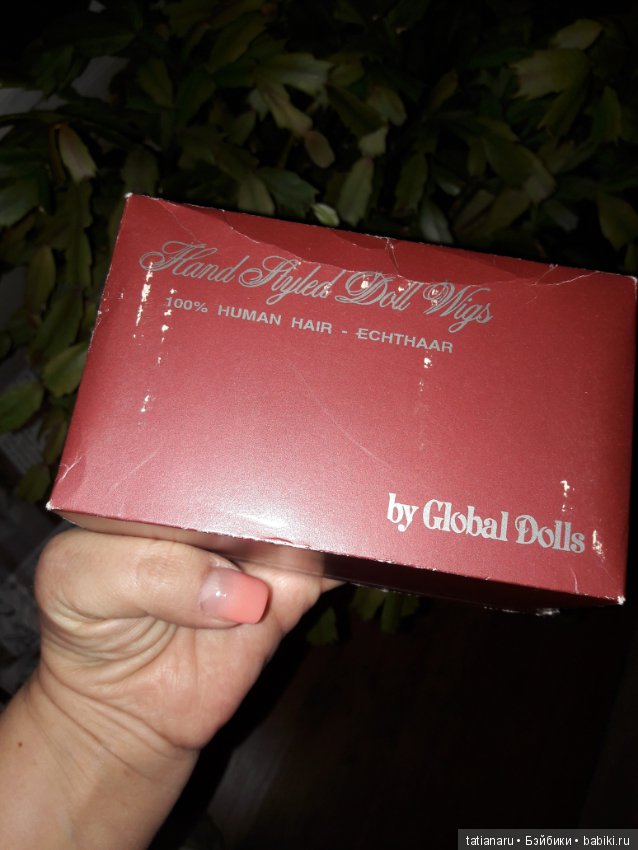 Hand Styled Doll Wigs
100% HUMAN HAIR - ECHTHAAR
by Global Dolls
tatianaru • Бэйбики • babiki.ru